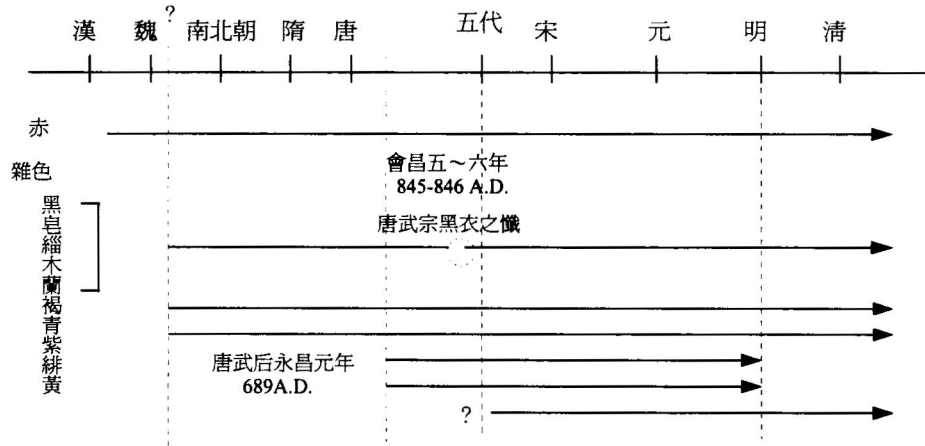 ?
漢 魏 南北朝 隋 唐 五代 宋 元 明 清
赤
雜色
會昌五～六年
845-846 A.D.
黑
皂
緇
木
蘭
褐
青
紫
緋
黃
唐武宗黑衣之懺
唐武后永昌元年
689A.D.
?